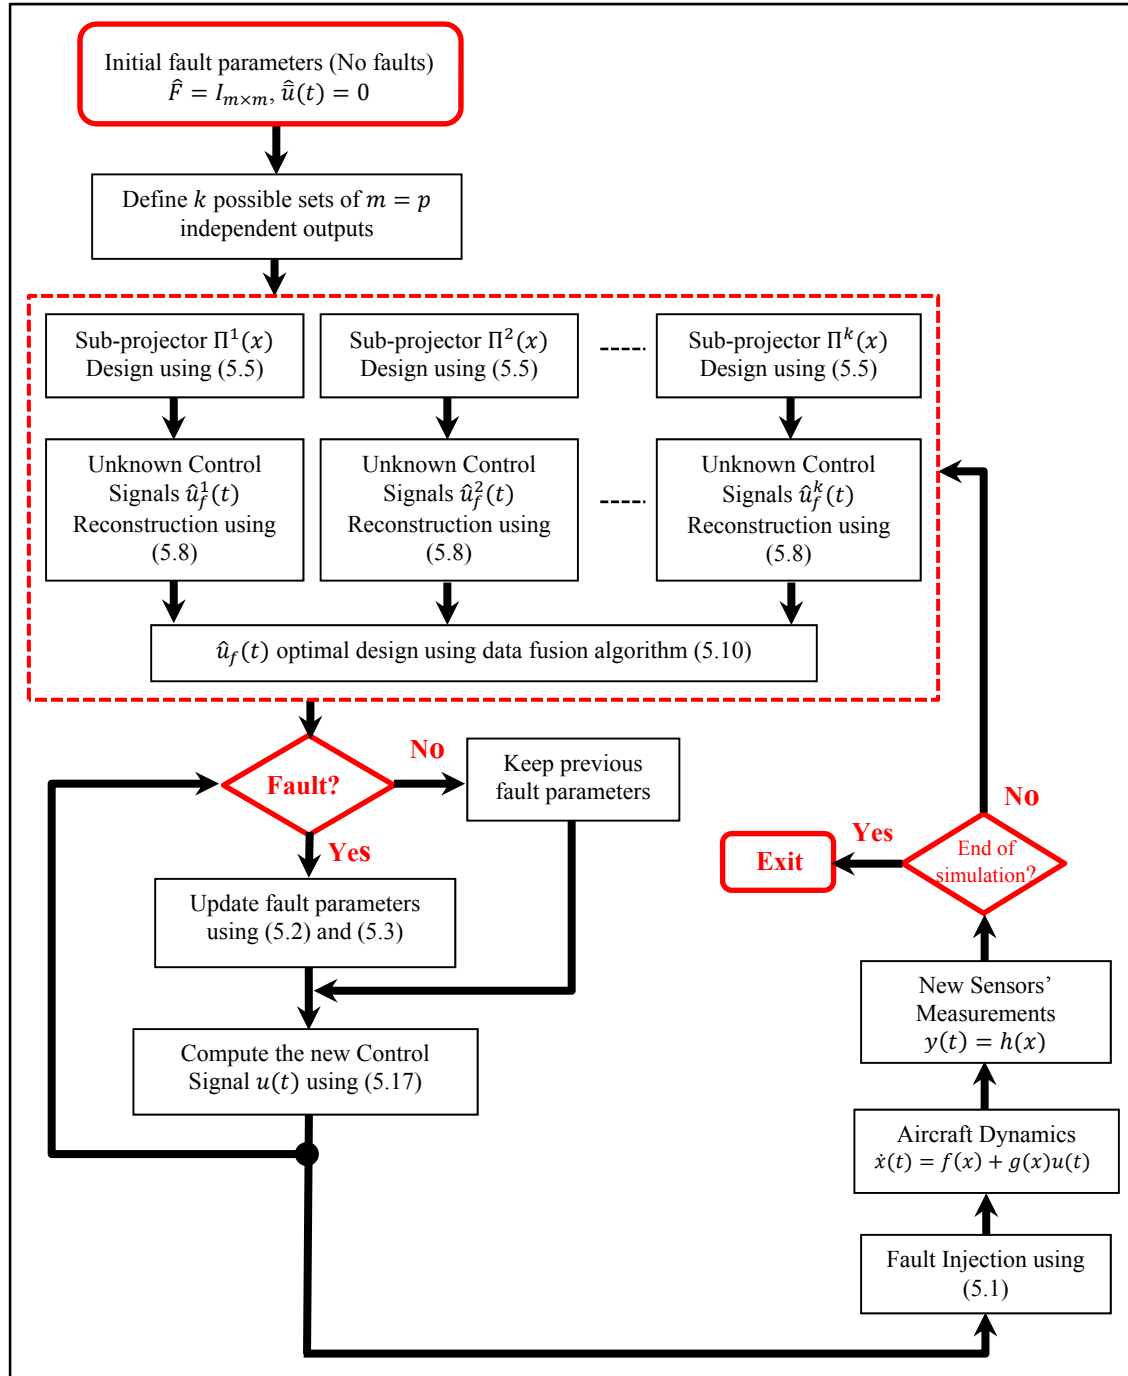 Initial fault parameters (No faults)
F̂ = I_{m×m}, û̄(t) = 0
Define k possible sets of m = p
independent outputs
Sub-projector Π¹(x)
Design using (5.5)
Sub-projector Π²(x)
Design using (5.5)
Sub-projector Πᵏ(x)
Design using (5.5)
Unknown Control
Signals û_f^1(t)
Reconstruction using
(5.8)
Unknown Control
Signals û_f^2(t)
Reconstruction using
(5.8)
Unknown Control
Signals û_f^k(t)
Reconstruction using
(5.8)
û_f(t) optimal design using data fusion algorithm (5.10)
Fault?
No
Keep previous
fault parameters
Yes
Update fault parameters
using (5.2) and (5.3)
Compute the new Control
Signal u(t) using (5.17)
Fault Injection using
(5.1)
Aircraft Dynamics
ẋ(t) = f(x) + g(x)u(t)
New Sensors'
Measurements
y(t) = h(x)
End of
simulation?
No
Yes
Exit